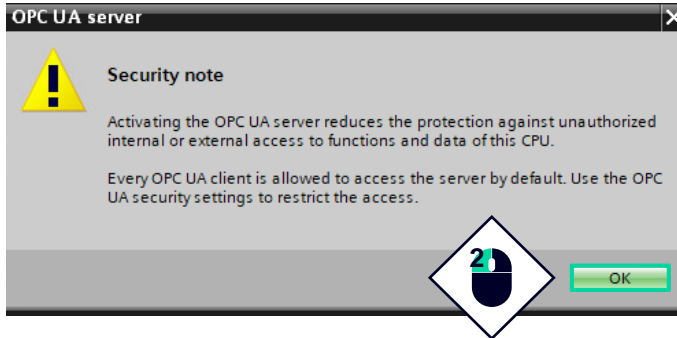 OPC UA server
Security note
Activating the OPC UA server reduces the protection against unauthorized
internal or external access to functions and data of this CPU.
Every OPC UA client is allowed to access the server by default. Use the OPC
UA security settings to restrict the access.
2
OK